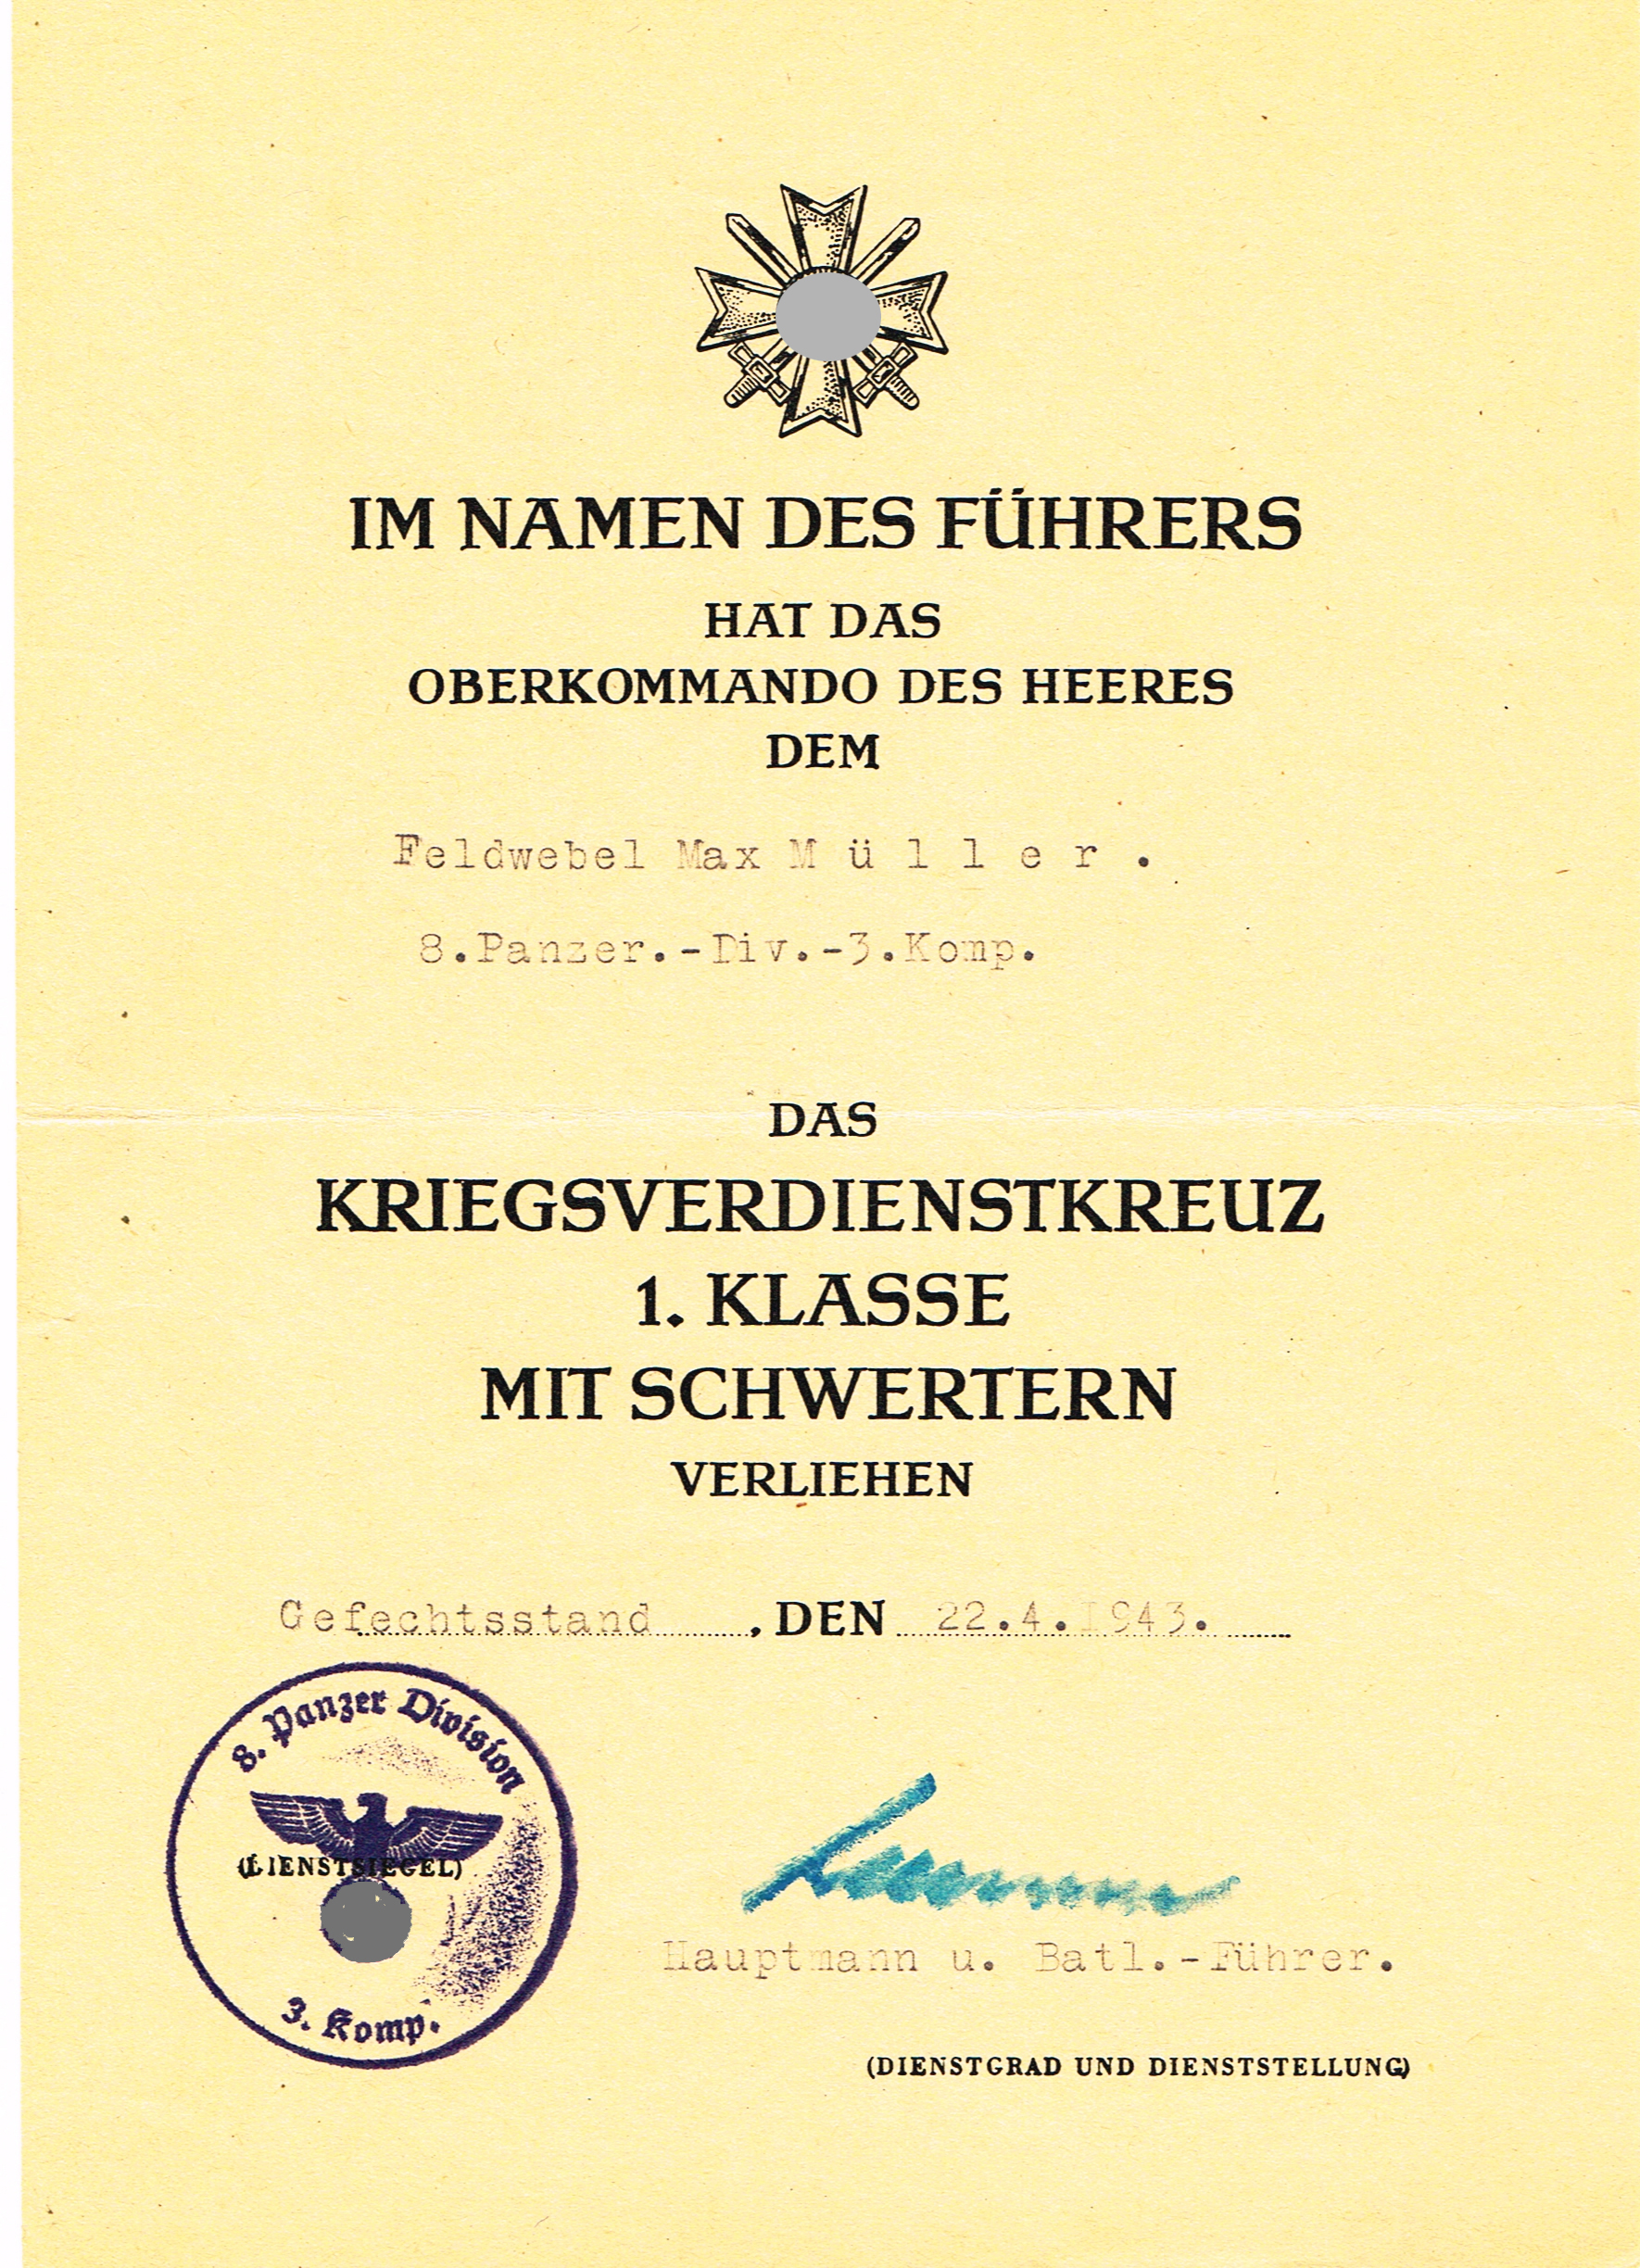 IM NAMEN DES FÜHRERS
HAT DAS
OBERKOMMANDO DES HEERES
DEM
Feldwebel Max M ü l l e r .
8.Panzer.-Div.-3.Komp.
DAS
KRIEGSVERDIENSTKREUZ
1. KLASSE
MIT SCHWERTERN
VERLIEHEN
Gefechtsstand, DEN 22.4.1943.
8. Panzer Division
(DIENSTSIEGEL)
3. Komp.
Hauptmann u. Batl.-Führer.
(DIENSTGRAD UND DIENSTSTELLUNG)